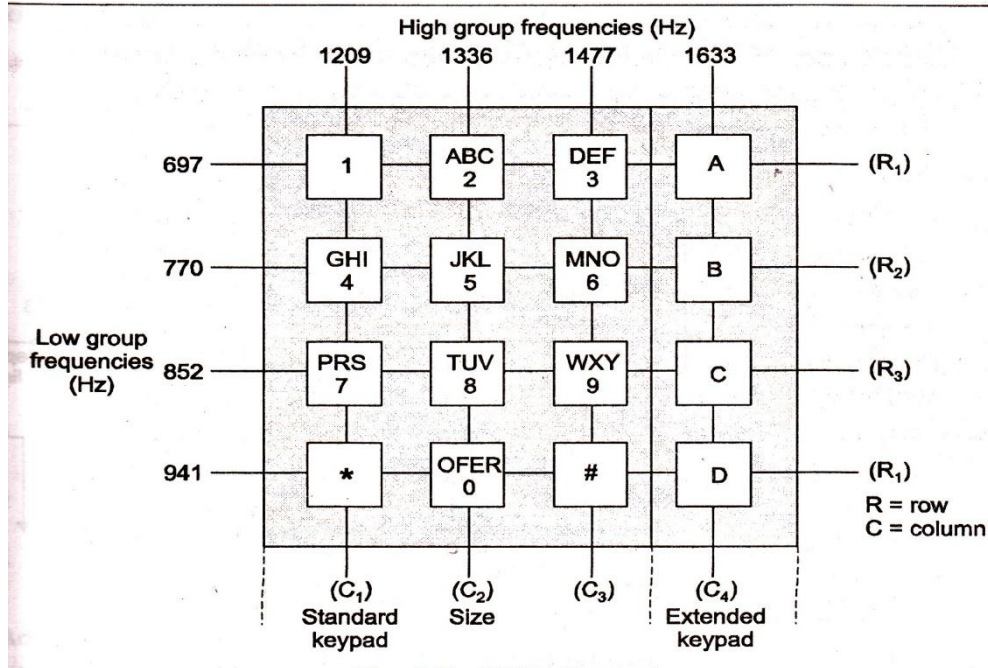 High group frequencies (Hz)
1209 1336 1477 1633
697 1 ABC DEF A (R₁)
2 3
770 GHI JKL MNO B (R₂)
4 5 6
Low group
frequencies
(Hz)
852 PRS TUV WXY C (R₃)
7 8 9
941 * OFER # D (R₁)
0
R = row
C = column
(C₁) (C₂) (C₃) (C₄)
Standard Size Extended
keypad keypad